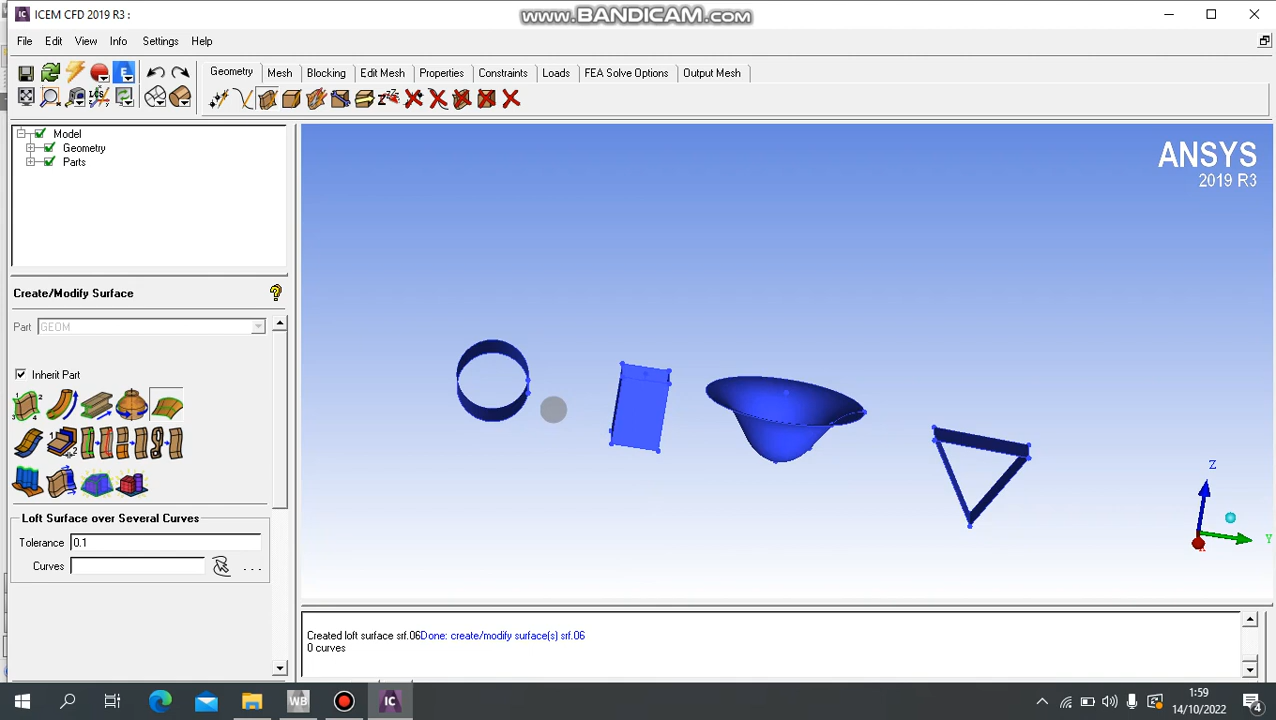 ICEM CFD 2019 R3 :
www.BANDICAM.com
File Edit View Info Settings Help
Geometry Mesh Blocking Edit Mesh Properties Constraints Loads FEA Solve Options Output Mesh
Model
Geometry
Parts
ANSYS
2019 R3
Create/Modify Surface
Part GEOM
Inherit Part
Loft Surface over Several Curves
Tolerance 0.1
Curves ...
Z
Y
X
Created loft surface srf.06Done: create/modify surface(s) srf.06
0 curves
WB
IC
1:59
14/10/2022
4